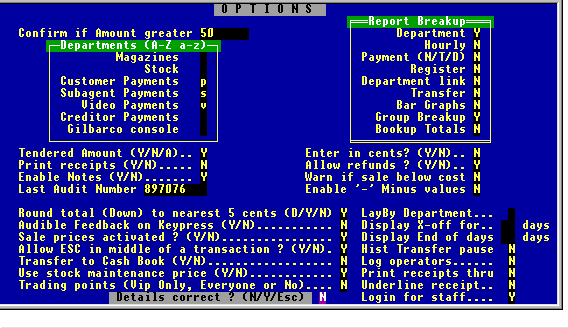 OPTIONS
Confirm if Amount greater 50
Departments (A-Z a-z)
Magazines
Stock
Customer Payments p
Subagent Payments s
Video Payments v
Creditor Payments
Gilbarco console
Report Breakup
Department Y
Hourly N
Payment (N/T/D) N
Register N
Department link N
Transfer N
Bar Graphs N
Group Breakup Y
Bookup Totals N
Tendered Amount (Y/N/A).. Y
Print receipts (Y/N)..... N
Enable Notes (Y/N)....... Y
Last Audit Number 897076
Enter in cents? (Y/N).. N
Allow refunds ? (Y/N).. Y
Warn if sale below cost N
Enable '-' Minus values N
Round total (Down) to nearest 5 cents (D/Y/N) Y
Audible Feedback on Keypress (Y/N)........... N
Sale prices activated ? (Y/N)................ Y
Allow ESC in middle of a transaction ? (Y/N). Y
Transfer to Cash Book (Y/N).................. N
Use stock maintenance price (Y/N)............ Y
Trading points (Vip Only, Everyone or No).... N
LayBy Department...
Display X-off for.. days
Display End of days days
Hist Transfer pause N
Log operators...... N
Print receipts thru N
Underline receipt.. N
Login for staff.... Y
Details correct ? (N/Y/Esc) N